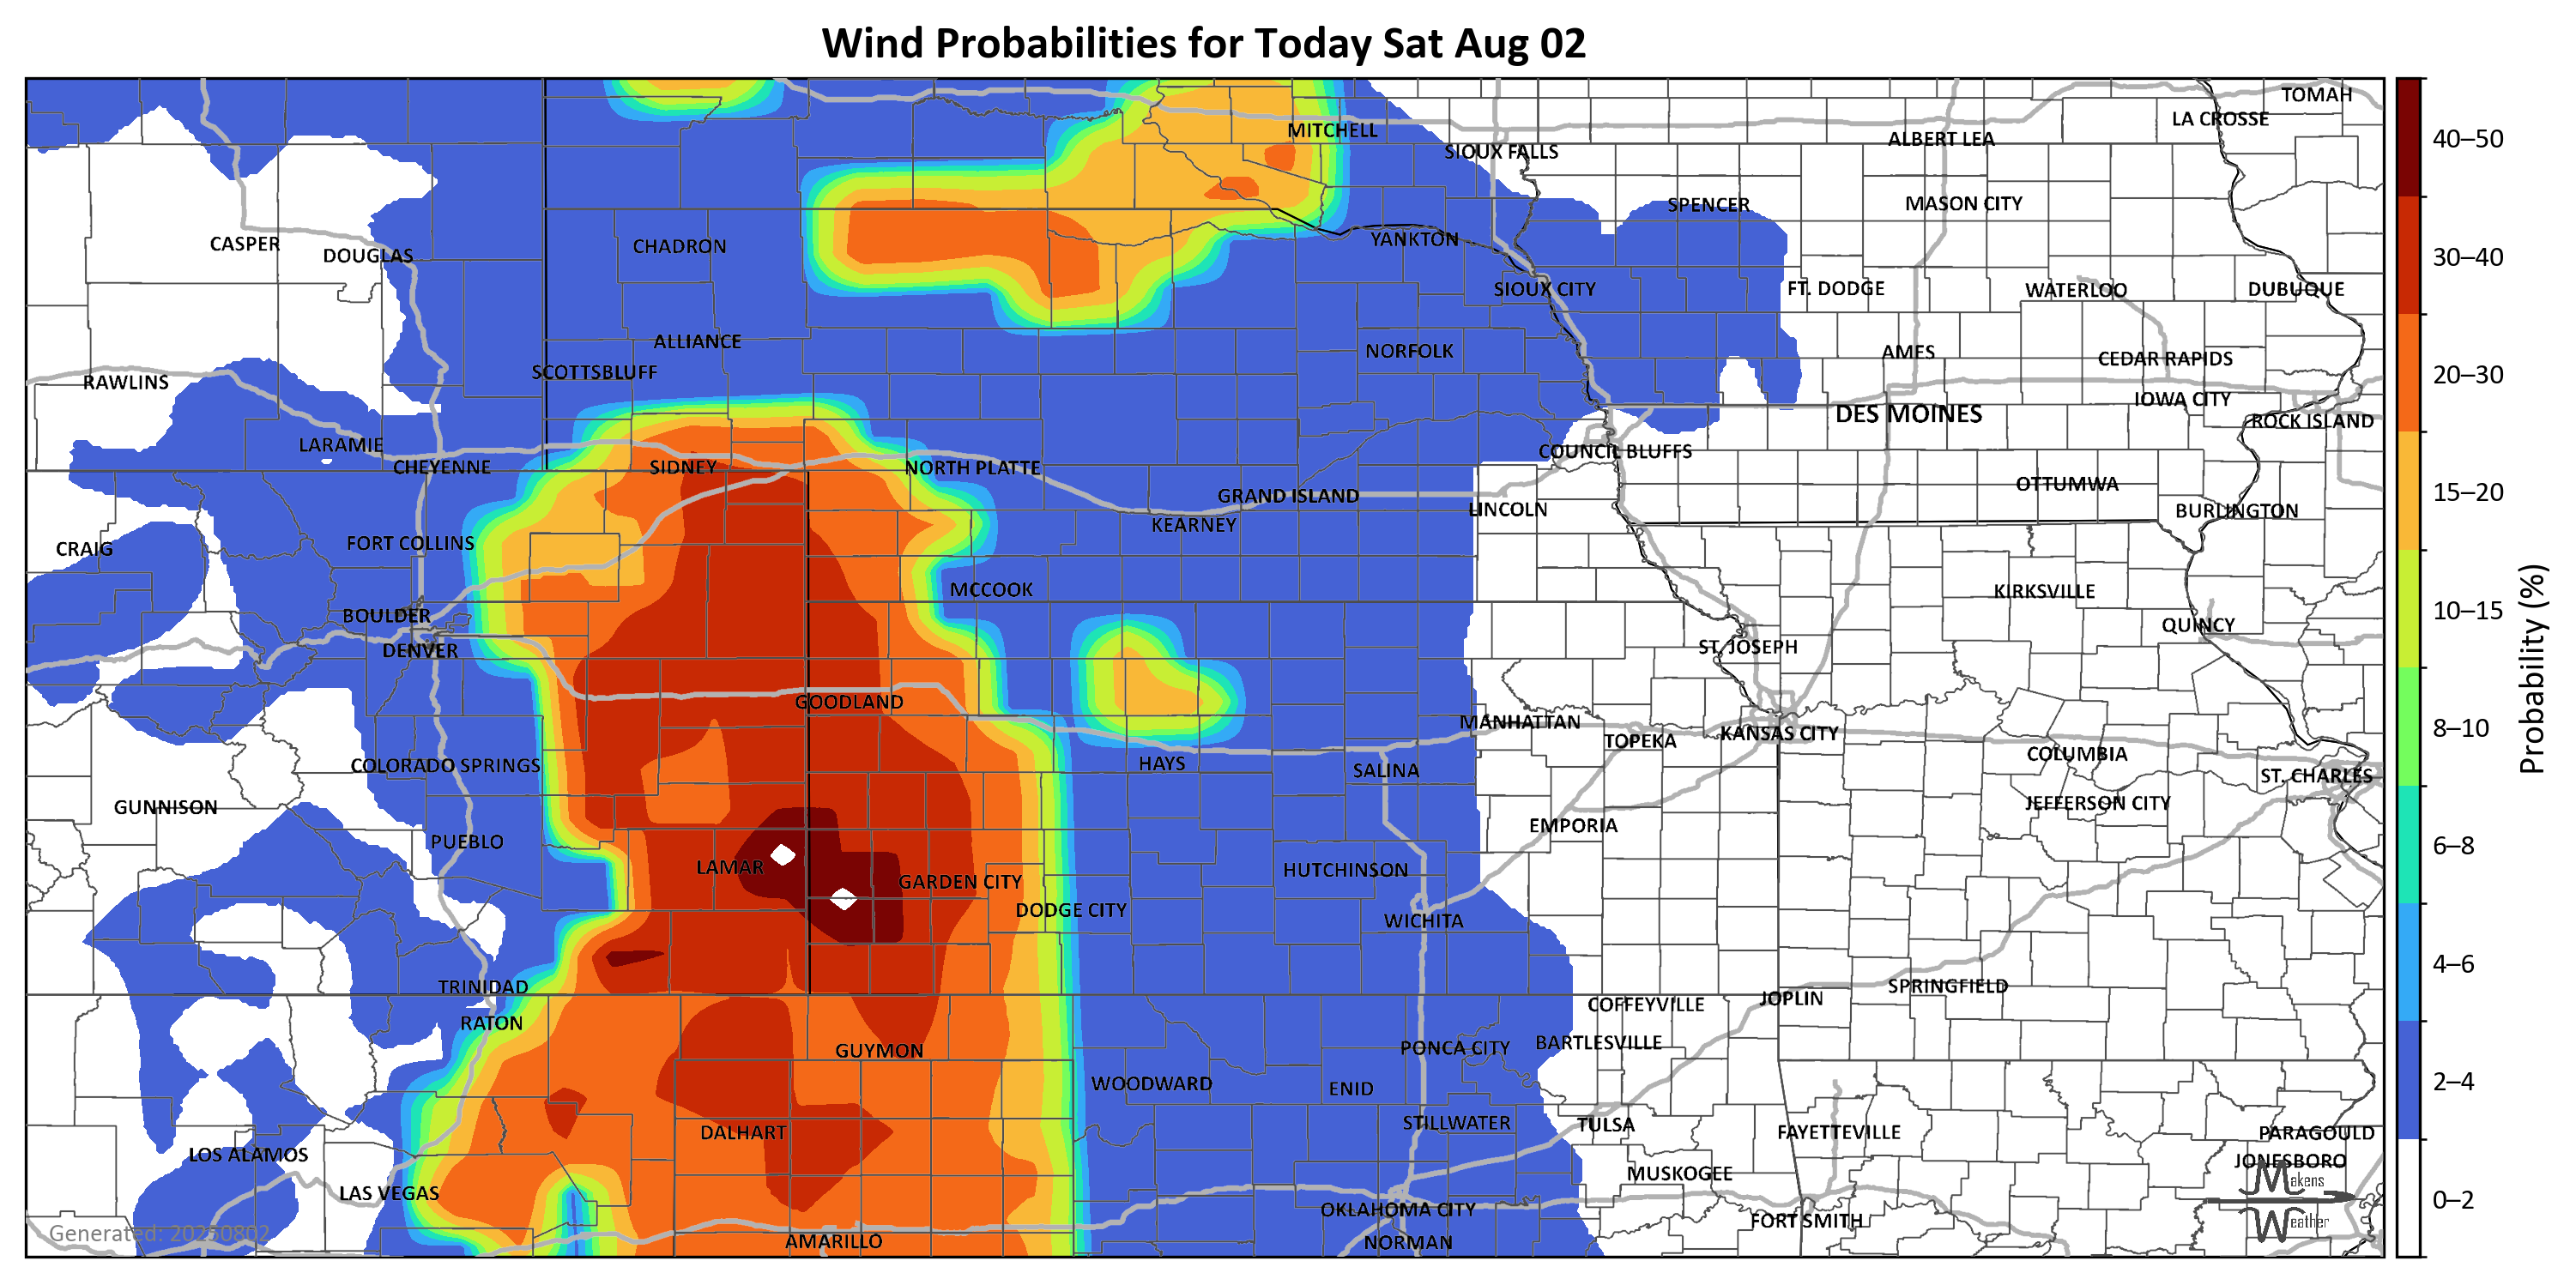 Wind Probabilities for Today Sat Aug 02
TOMAH
LA CROSSE
MITCHELL
ALBERT LEA
SIOUX FALLS
SPENCER
MASON CITY
CASPER
DOUGLAS
CHADRON
YANKTON
SIOUX CITY
FT. DODGE
WATERLOO
DUBUQUE
ALLIANCE
NORFOLK
AMES
CEDAR RAPIDS
SCOTTSBLUFF
RAWLINS
IOWA CITY
DES MOINES
ROCK ISLAND
LARAMIE
COUNCIL BLUFFS
CHEYENNE
SIDNEY
NORTH PLATTE
OTTUMWA
GRAND ISLAND
LINCOLN
BURLINGTON
KEARNEY
CRAIG
FORT COLLINS
MCCOOK
KIRKSVILLE
BOULDER
QUINCY
DENVER
ST. JOSEPH
GOODLAND
MANHATTAN
KANSAS CITY
TOPEKA
COLUMBIA
COLORADO SPRINGS
HAYS
SALINA
ST. CHARLES
GUNNISON
JEFFERSON CITY
EMPORIA
PUEBLO
LAMAR
HUTCHINSON
GARDEN CITY
DODGE CITY
WICHITA
TRINIDAD
SPRINGFIELD
JOPLIN
COFFEYVILLE
RATON
GUYMON
PONCA CITY
BARTLESVILLE
WOODWARD
ENID
STILLWATER
TULSA
DALHART
FAYETTEVILLE
PARAGOULD
LOS ALAMOS
JONESBORO
MUSKOGEE
LAS VEGAS
OKLAHOMA CITY
FORT SMITH
AMARILLO
NORMAN
Generated: 20250802
Makens
Weather
40–50
30–40
20–30
15–20
10–15
8–10
6–8
4–6
2–4
0–2
Probability (%)